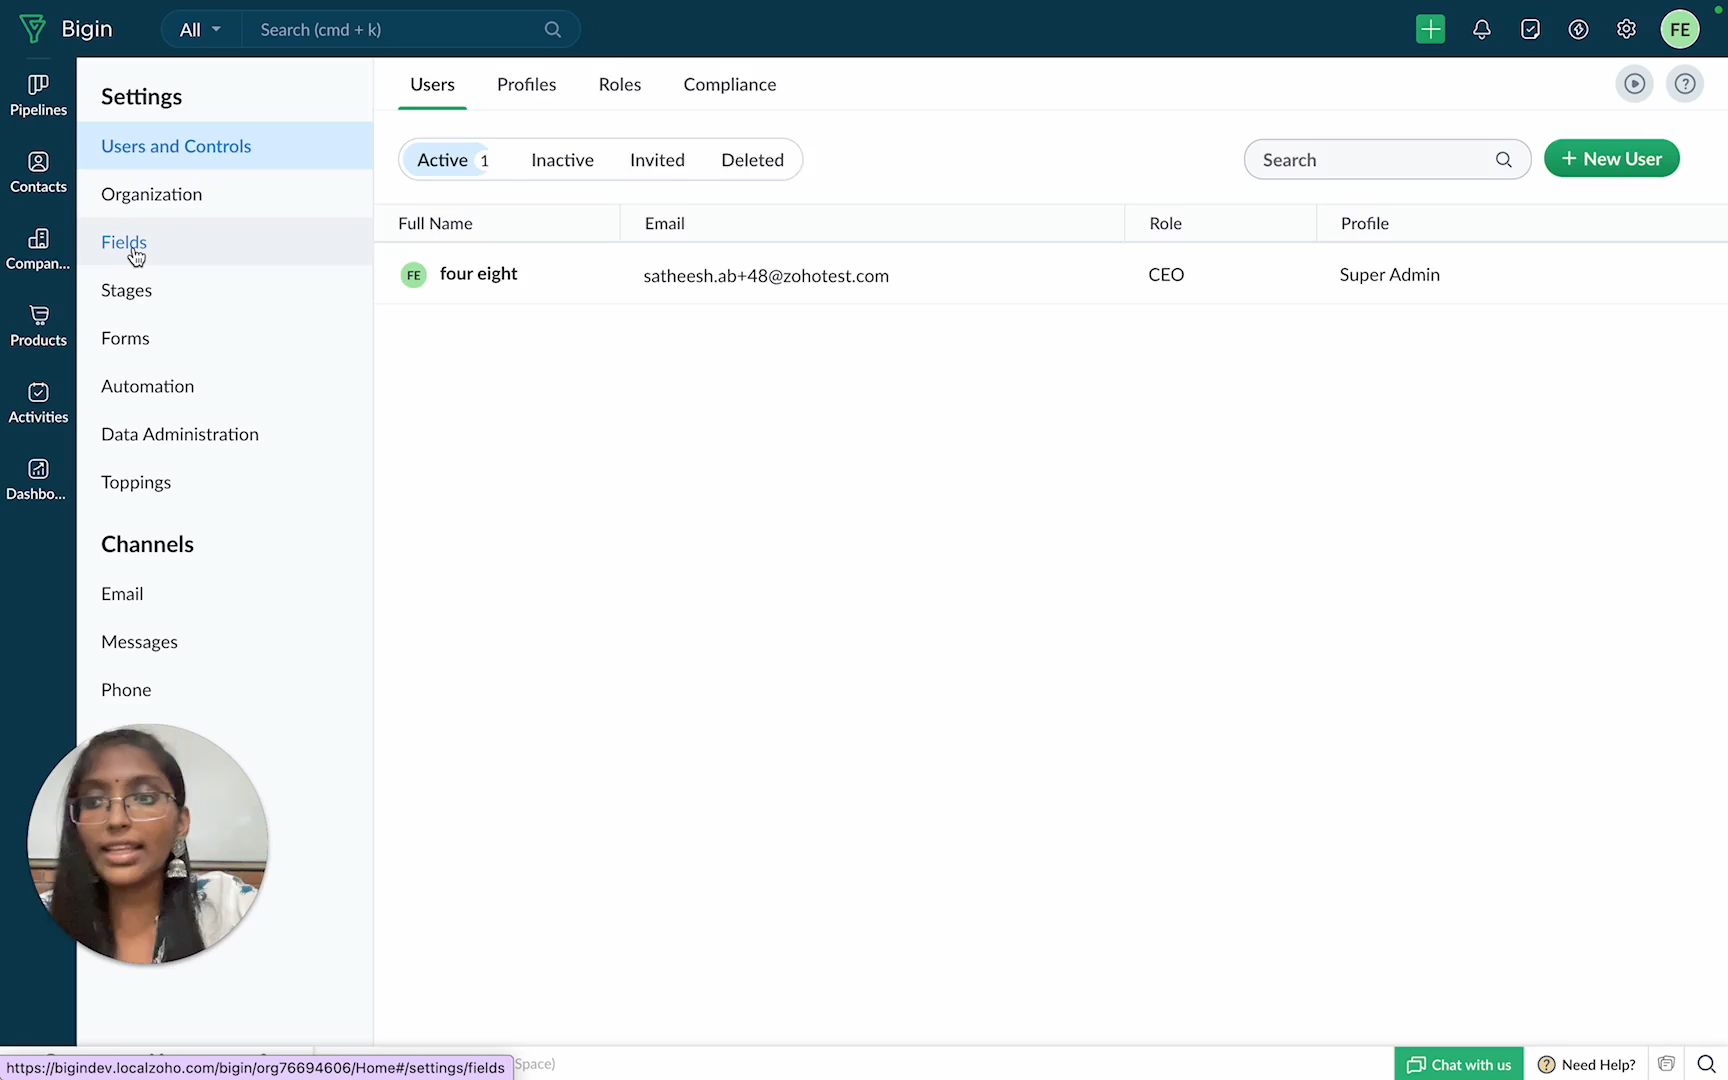 Bigin
All
Search (cmd + k)
FE
Pipelines
Contacts
Compan...
Products
Activities
Dashbo...
Settings
Users and Controls
Organization
Fields
Stages
Forms
Automation
Data Administration
Toppings
Channels
Email
Messages
Phone
Users Profiles Roles Compliance
Active 1 Inactive Invited Deleted
Search
+ New User
Full Name Email Role Profile
FE four eight satheesh.ab+48@zohotest.com CEO Super Admin
https://bigindev.localzoho.com/bigin/org76694606/Home#/settings/fields
Space)
Chat with us
Need Help?